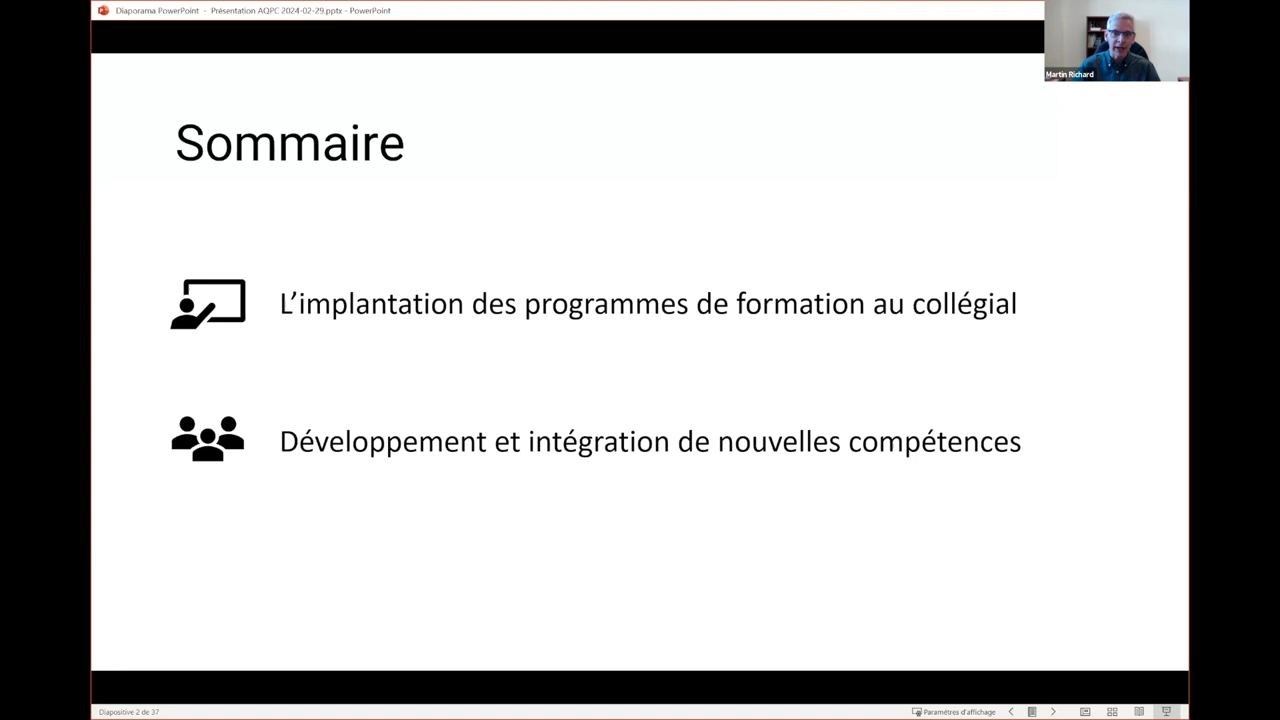 Diaporama PowerPoint - Présentation AQPC 2024-02-29.pptx - PowerPoint
Martin Richard
Sommaire
L’implantation des programmes de formation au collégial
Développement et intégration de nouvelles compétences
Diapositive 2 de 37
Paramètres d'affichage